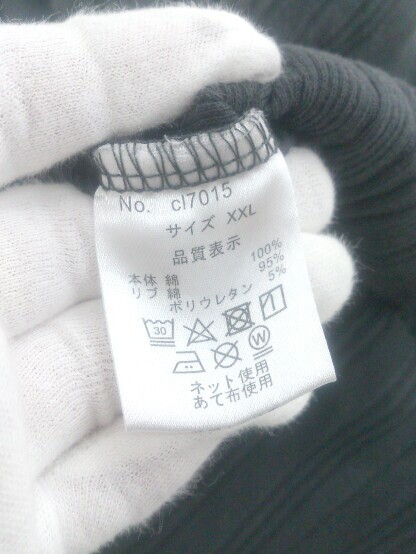 No. cl7015
サイズ XXL
品質表示
本体 綿 100%
リブ 綿 95%
ポリウレタン 5%
30
W
ネット使用
あて布使用